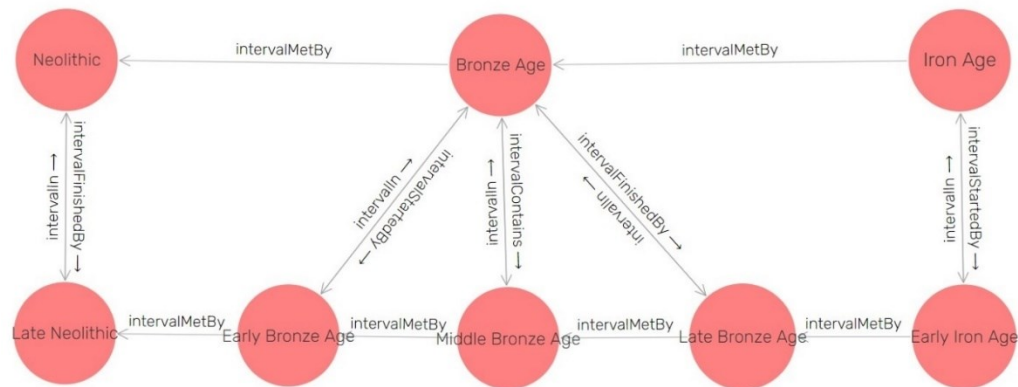 intervalMetBy
intervalMetBy
Neolithic
Bronze Age
Iron Age
intervalFinishedBy →
intervalIn →
intervalIn →
intervalStartedBy →
intervalContains →
intervalIn →
intervalFinishedBy →
intervalIn →
intervalStartedBy →
intervalIn →
intervalMetBy
intervalMetBy
intervalMetBy
intervalMetBy
Late Neolithic
Early Bronze Age
Middle Bronze Age
Late Bronze Age
Early Iron Age